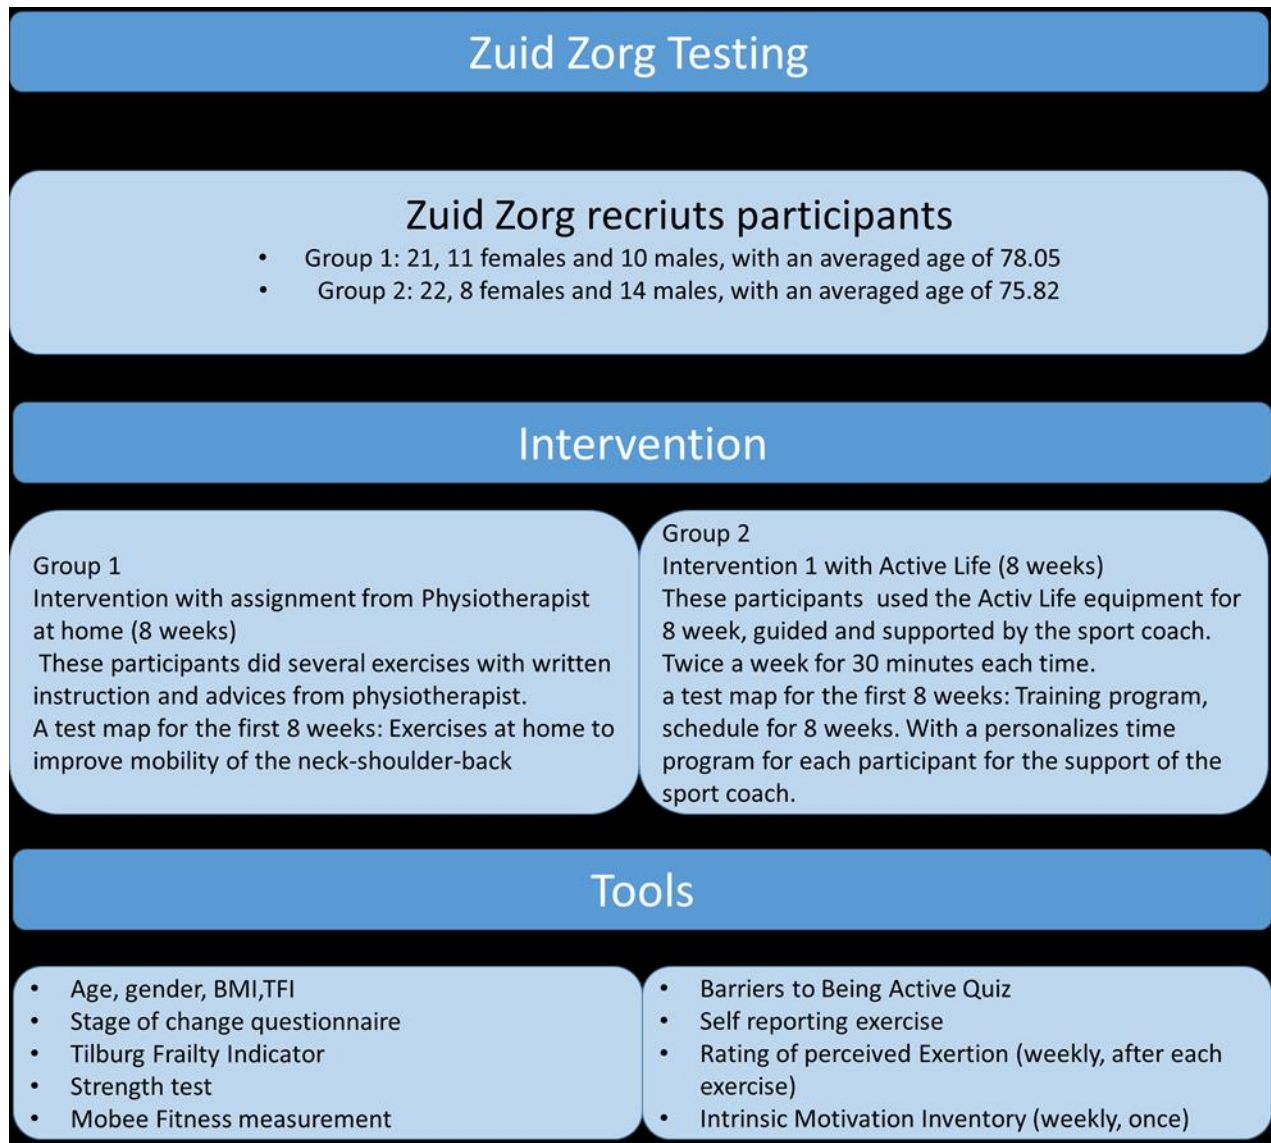 Zuid Zorg Testing
Zuid Zorg recriuts participants
• Group 1: 21, 11 females and 10 males, with an averaged age of 78.05
• Group 2: 22, 8 females and 14 males, with an averaged age of 75.82
Intervention
Group 1
Intervention with assignment from Physiotherapist
at home (8 weeks)
These participants did several exercises with written
instruction and advices from physiotherapist.
A test map for the first 8 weeks: Exercises at home to
improve mobility of the neck-shoulder-back
Group 2
Intervention 1 with Active Life (8 weeks)
These participants used the Activ Life equipment for
8 week, guided and supported by the sport coach.
Twice a week for 30 minutes each time.
a test map for the first 8 weeks: Training program,
schedule for 8 weeks. With a personalizes time
program for each participant for the support of the
sport coach.
Tools
• Age, gender, BMI,TFI
• Stage of change questionnaire
• Tilburg Frailty Indicator
• Strength test
• Mobee Fitness measurement
• Barriers to Being Active Quiz
• Self reporting exercise
• Rating of perceived Exertion (weekly, after each
exercise)
• Intrinsic Motivation Inventory (weekly, once)